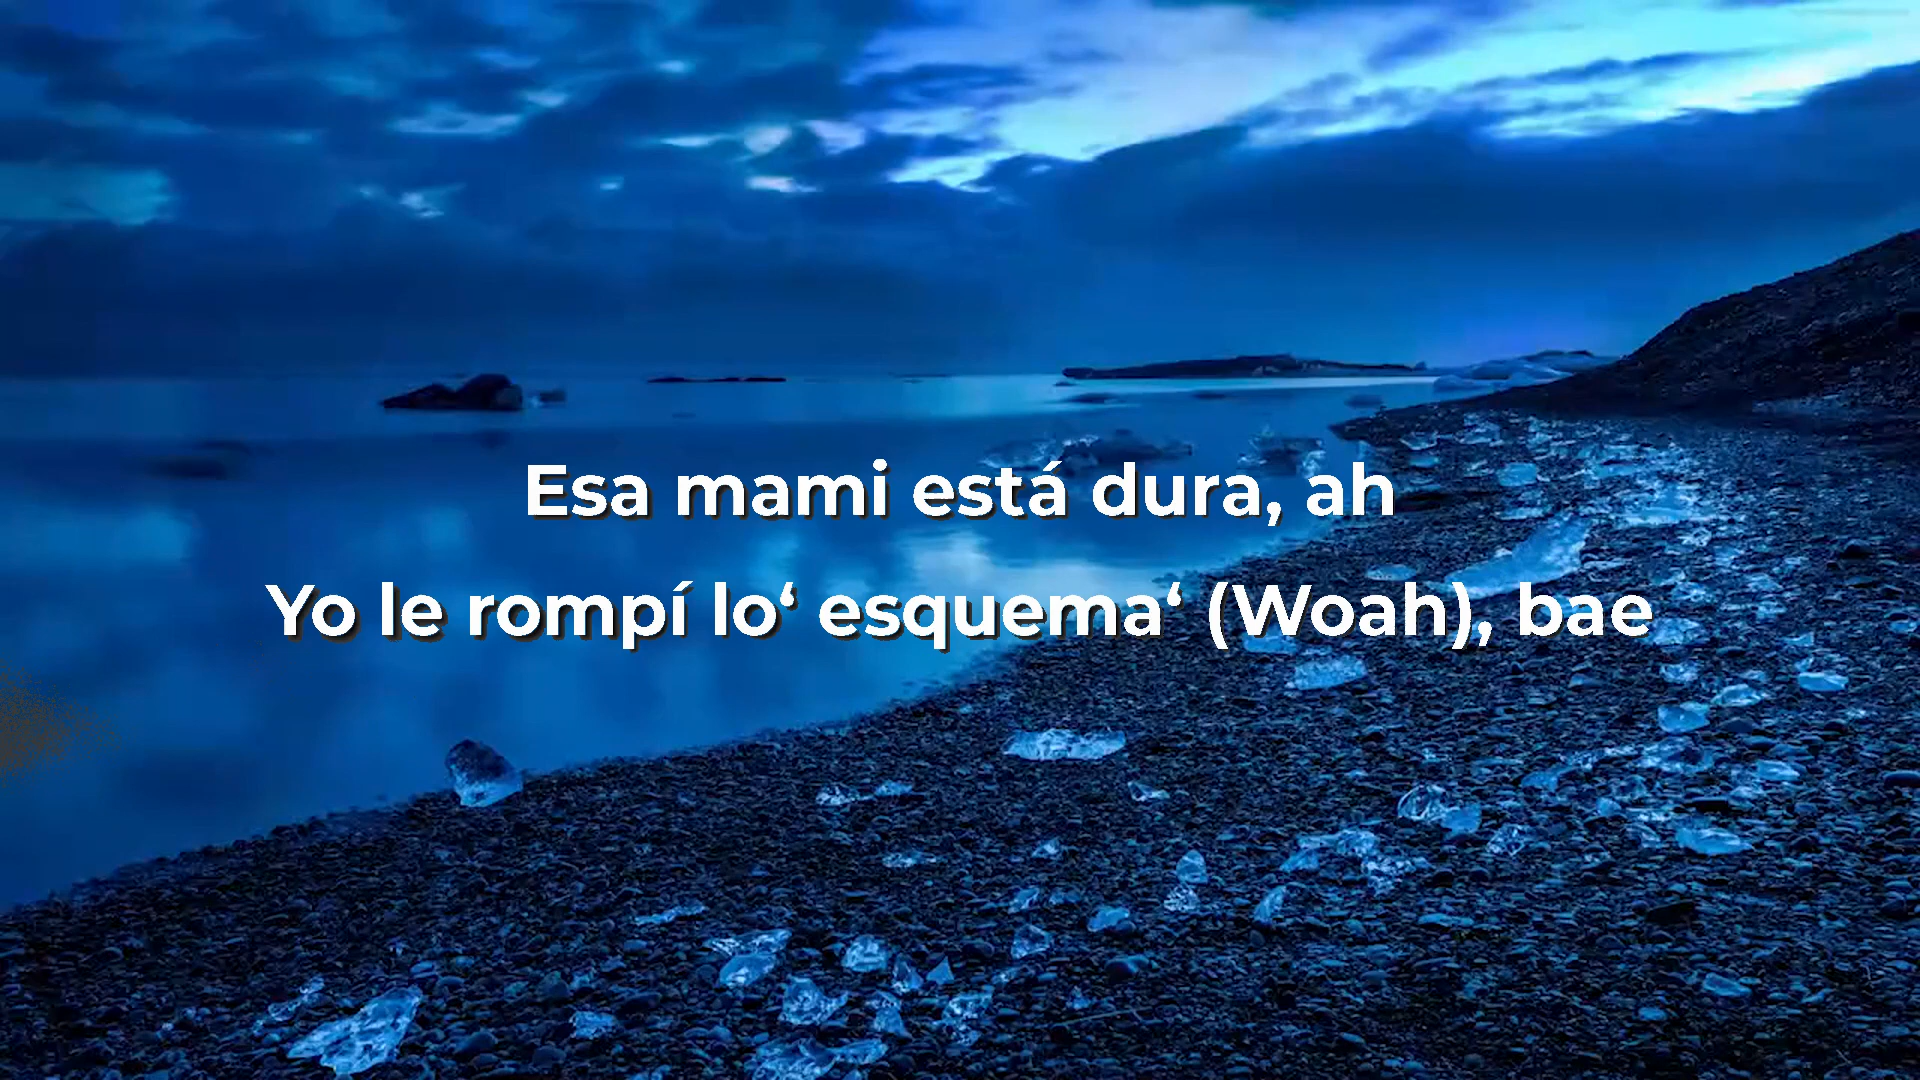 Esa mami está dura, ah
Yo le rompí lo‘ esquema‘ (Woah), bae